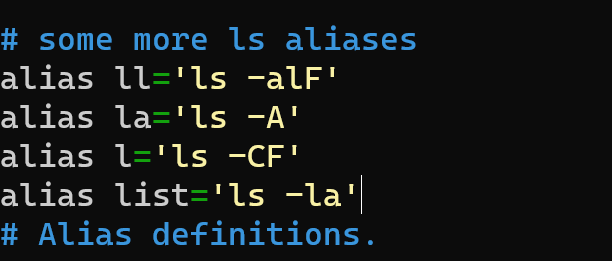 # some more ls aliases
alias ll='ls -alF'
alias la='ls -A'
alias l='ls -CF'
alias list='ls -la'
# Alias definitions.